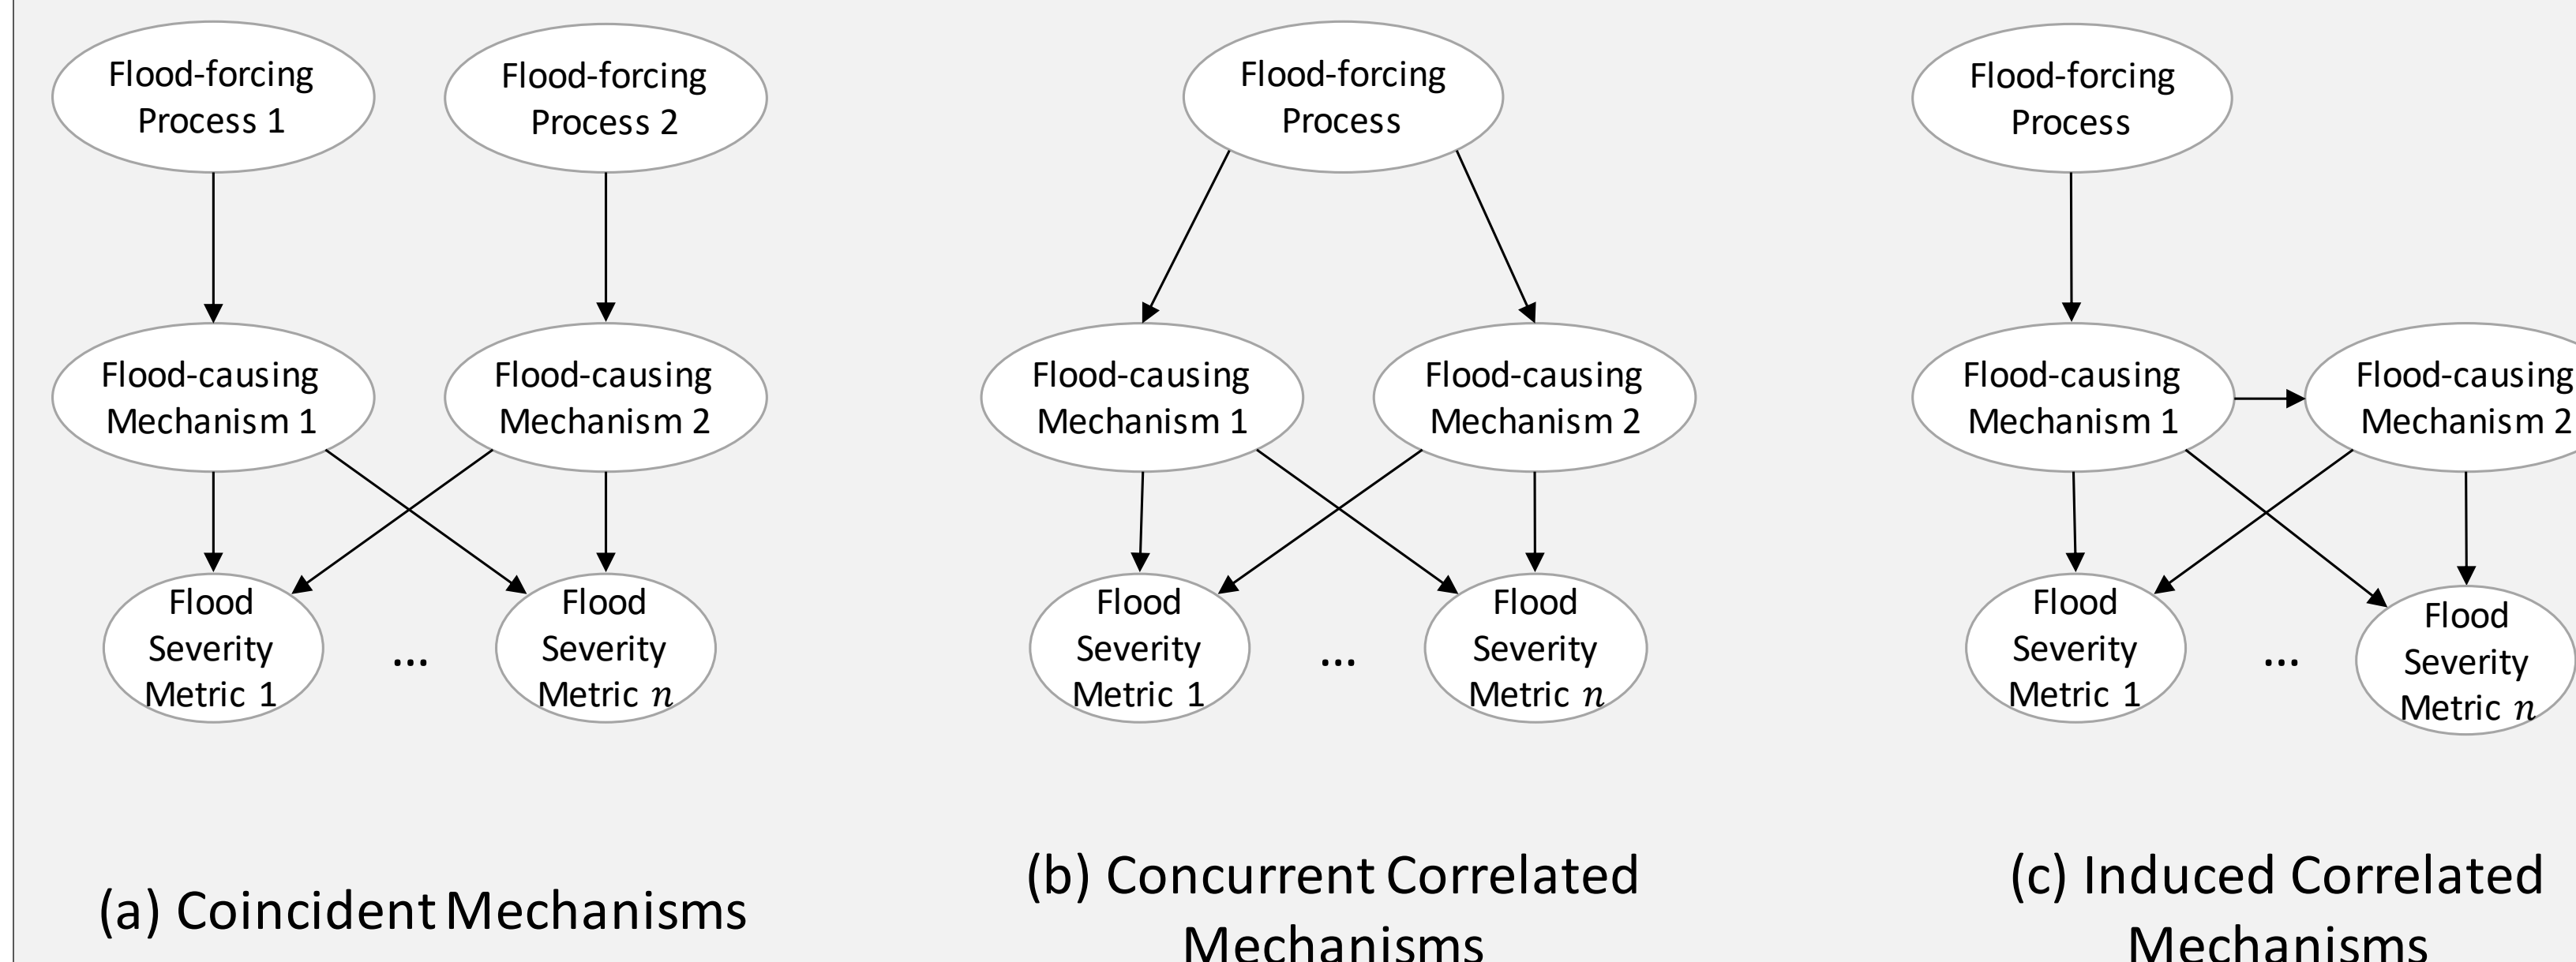 Flood-forcing
Process 1
Flood-forcing
Process 2
Flood-causing
Mechanism 1
Flood-causing
Mechanism 2
Flood
Severity
Metric 1
...
Flood
Severity
Metric n
(a) Coincident Mechanisms
Flood-forcing
Process
Flood-causing
Mechanism 1
Flood-causing
Mechanism 2
Flood
Severity
Metric 1
...
Flood
Severity
Metric n
(b) Concurrent Correlated
Mechanisms
Flood-forcing
Process
Flood-causing
Mechanism 1
Flood-causing
Mechanism 2
Flood
Severity
Metric 1
...
Flood
Severity
Metric n
(c) Induced Correlated
Mechanisms